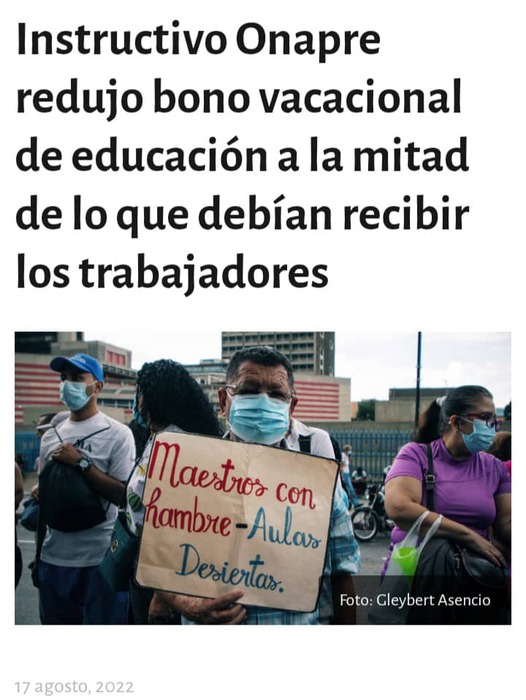 Instructivo Onapre
redujo bono vacacional
de educación a la mitad
de lo que debían recibir
los trabajadores
Maestros con
hambre-Aulas
Desiertas.
Foto: Gleybert Asencio
17 agosto, 2022